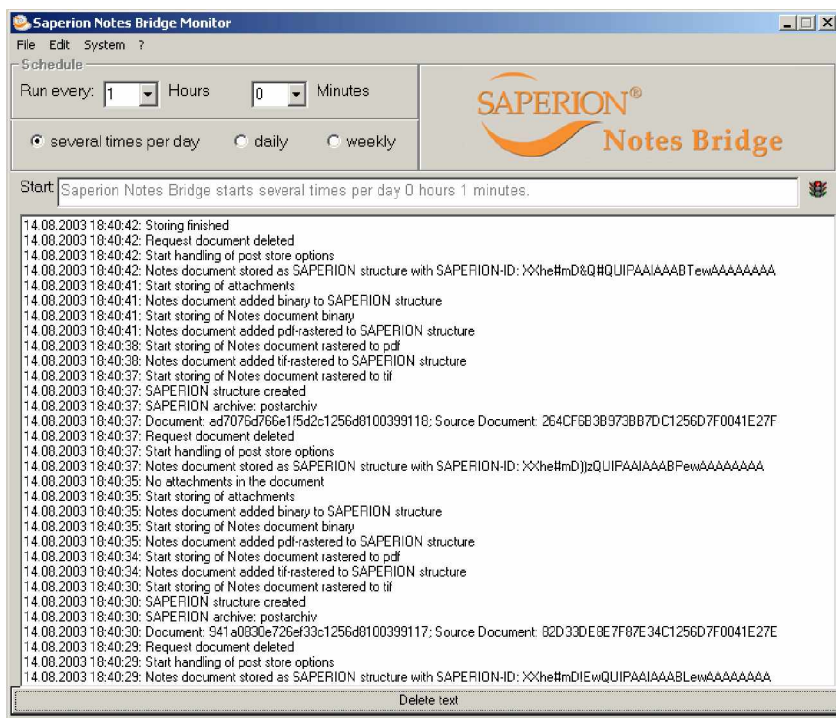 Saperion Notes Bridge Monitor
File Edit System ?
Schedule
Run every: 1 Hours 0 Minutes
several times per day daily weekly
SAPERION®
Notes Bridge
Start Saperion Notes Bridge starts several times per day 0 hours 1 minutes.
14.08.2003 18:40:42: Storing finished
14.08.2003 18:40:42: Request document deleted
14.08.2003 18:40:42: Start handling of post store options
14.08.2003 18:40:42: Notes document stored as SAPERION structure with SAPERION-ID: XXhe#mD&Q#QUIPAAIAAABTewAAAAAAAA
14.08.2003 18:40:41: Start storing of attachments
14.08.2003 18:40:41: Notes document added binary to SAPERION structure
14.08.2003 18:40:41: Start storing of Notes document binary
14.08.2003 18:40:41: Notes document added pdf-rastered to SAPERION structure
14.08.2003 18:40:38: Start storing of Notes document rastered to pdf
14.08.2003 18:40:38: Notes document added tif-rastered to SAPERION structure
14.08.2003 18:40:37: Start storing of Notes document rastered to tif
14.08.2003 18:40:37: SAPERION structure created
14.08.2003 18:40:37: SAPERION archive: postarchiv
14.08.2003 18:40:37: Document: ad7076d766e1f5d2c1256d8100399118; Source Document: 264CF6B3B973BB7DC1256D7F0041E27F
14.08.2003 18:40:37: Request document deleted
14.08.2003 18:40:37: Start handling of post store options
14.08.2003 18:40:37: Notes document stored as SAPERION structure with SAPERION-ID: XXhe#mD))zQUIPAAIAAABPewAAAAAAAA
14.08.2003 18:40:35: No attachments in the document
14.08.2003 18:40:35: Start storing of attachments
14.08.2003 18:40:35: Notes document added binary to SAPERION structure
14.08.2003 18:40:35: Start storing of Notes document binary
14.08.2003 18:40:35: Notes document added pdf-rastered to SAPERION structure
14.08.2003 18:40:34: Start storing of Notes document rastered to pdf
14.08.2003 18:40:34: Notes document added tif-rastered to SAPERION structure
14.08.2003 18:40:30: Start storing of Notes document rastered to tif
14.08.2003 18:40:30: SAPERION structure created
14.08.2003 18:40:30: SAPERION archive: postarchiv
14.08.2003 18:40:30: Document: 941a0830e726ef33c1256d8100399117; Source Document: 82D33DE8E7F87E34C1256D7F0041E27E
14.08.2003 18:40:29: Request document deleted
14.08.2003 18:40:29: Start handling of post store options
14.08.2003 18:40:29: Notes document stored as SAPERION structure with SAPERION-ID: XXhe#mDIEwQUIPAAIAAABLewAAAAAAAA
Delete text